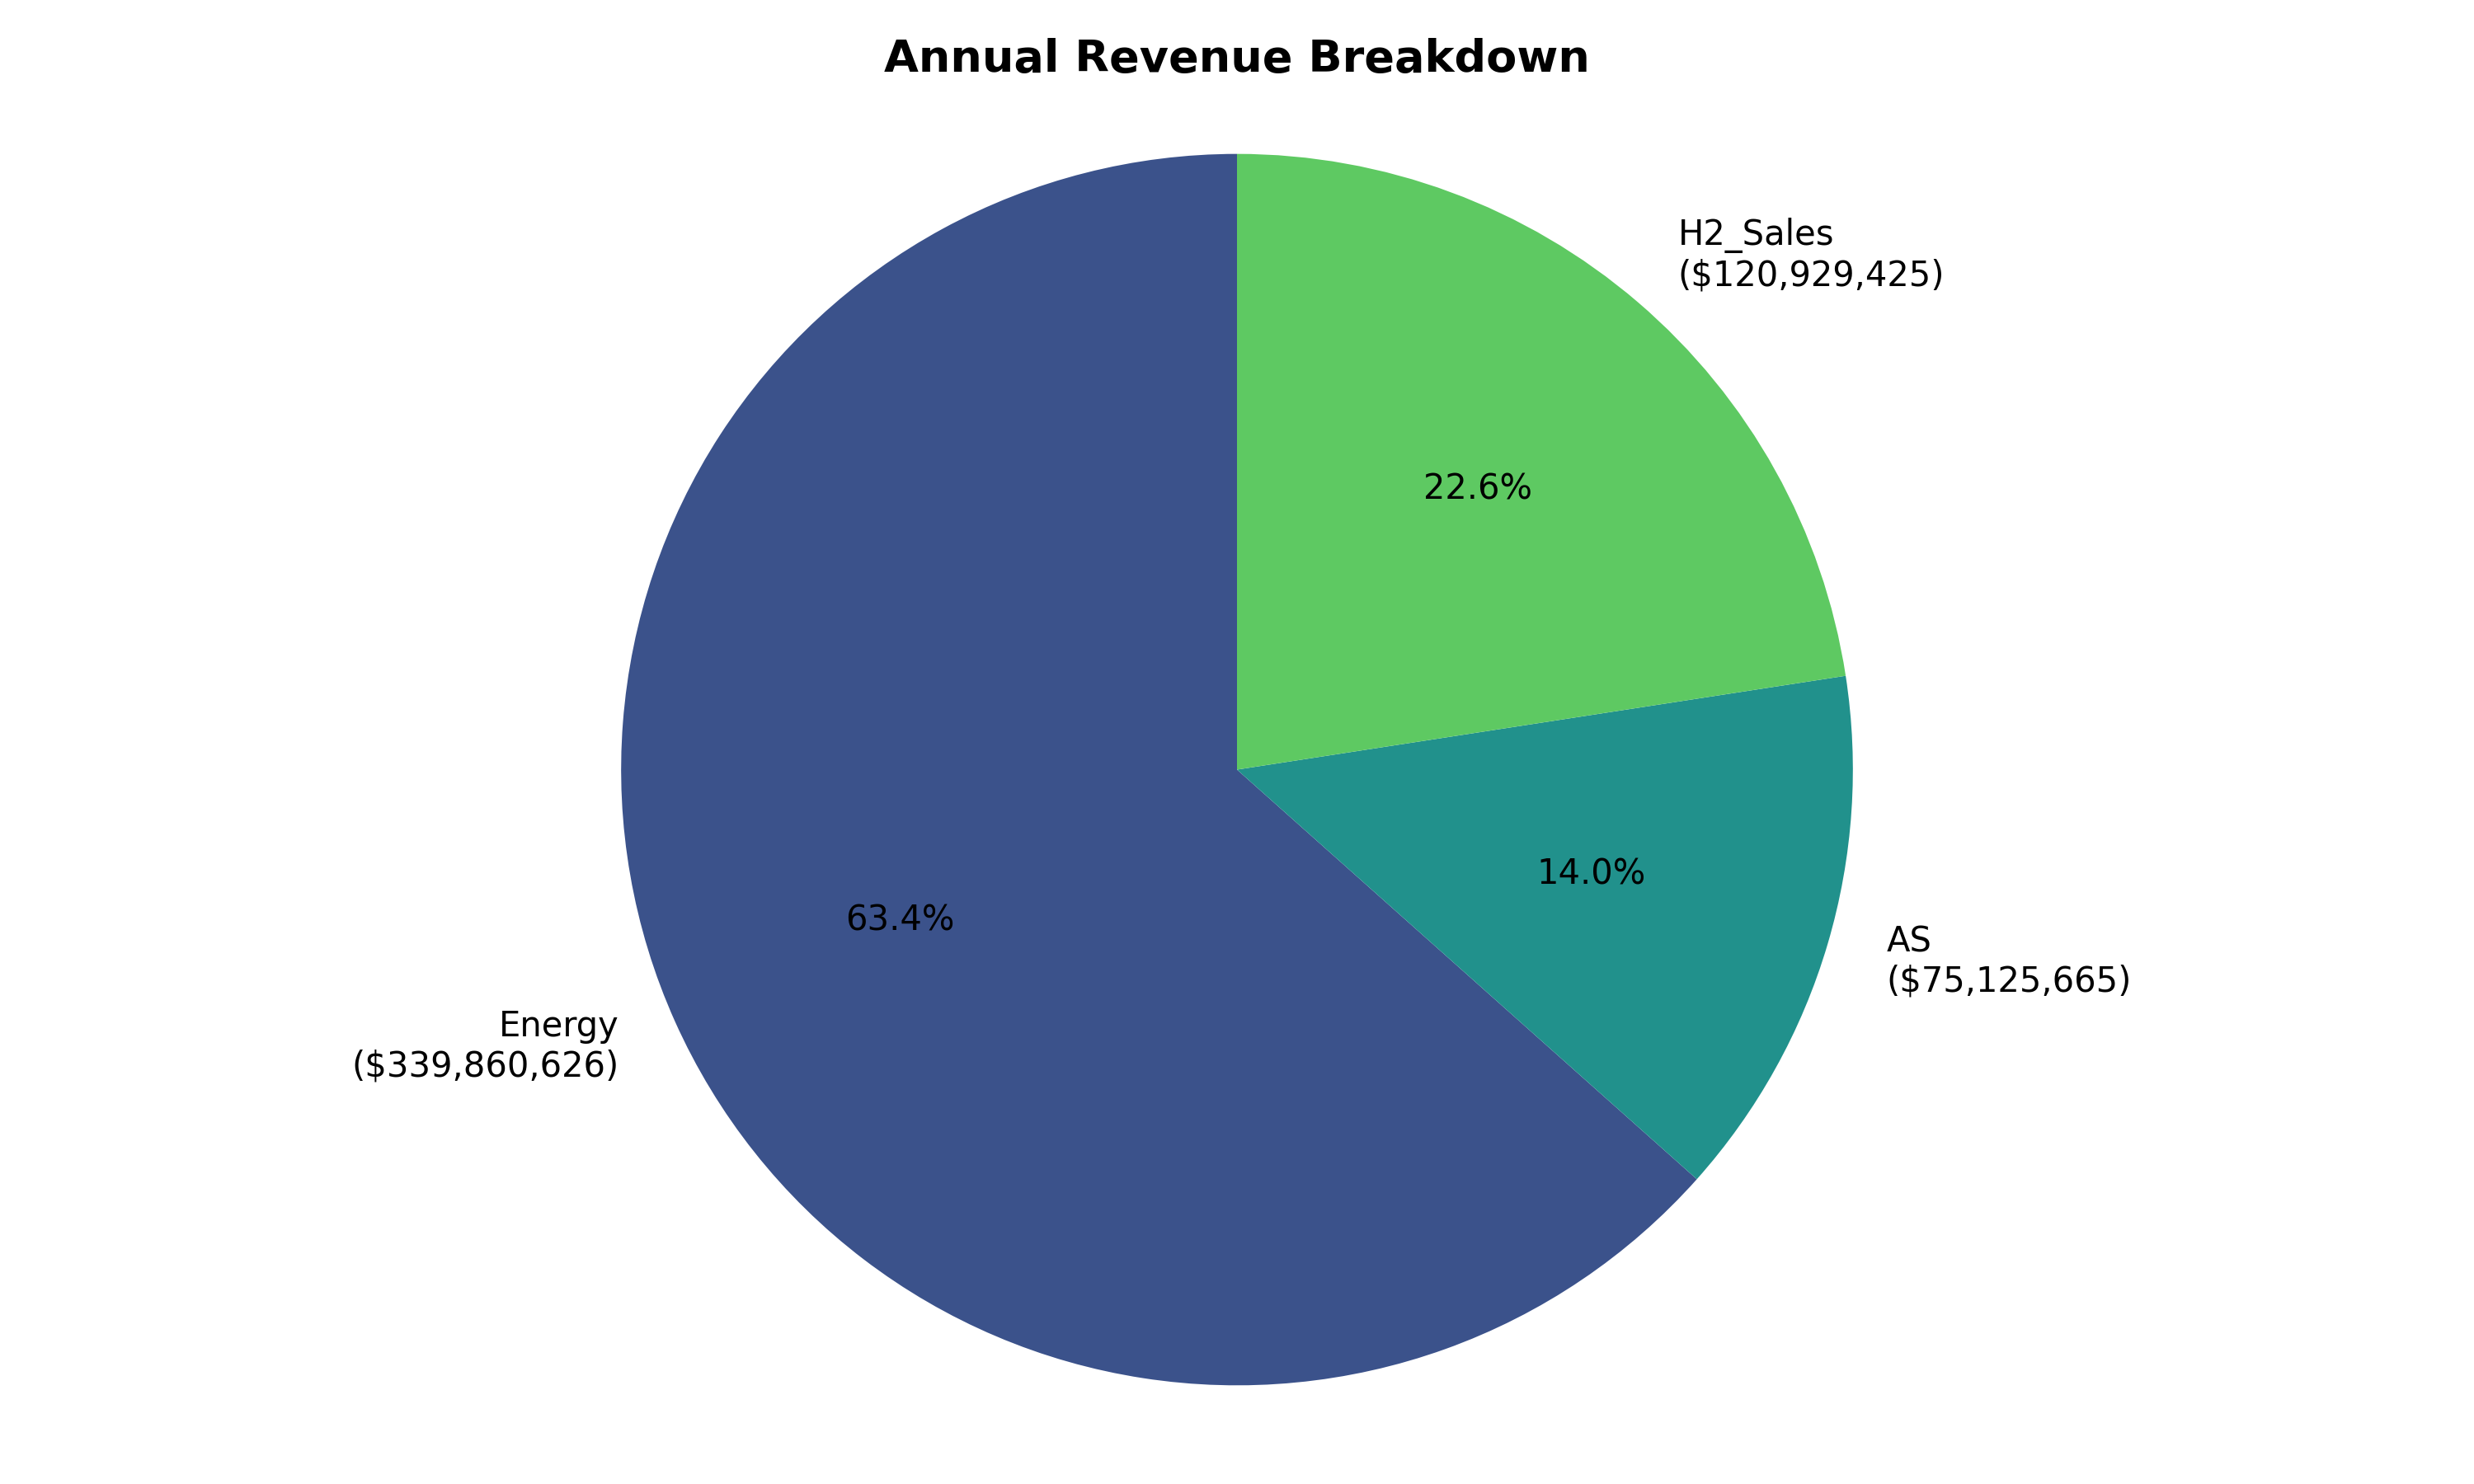 Annual Revenue Breakdown
H2_Sales
($120,929,425)
22.6%
14.0%
63.4%
AS
($75,125,665)
Energy
($339,860,626)